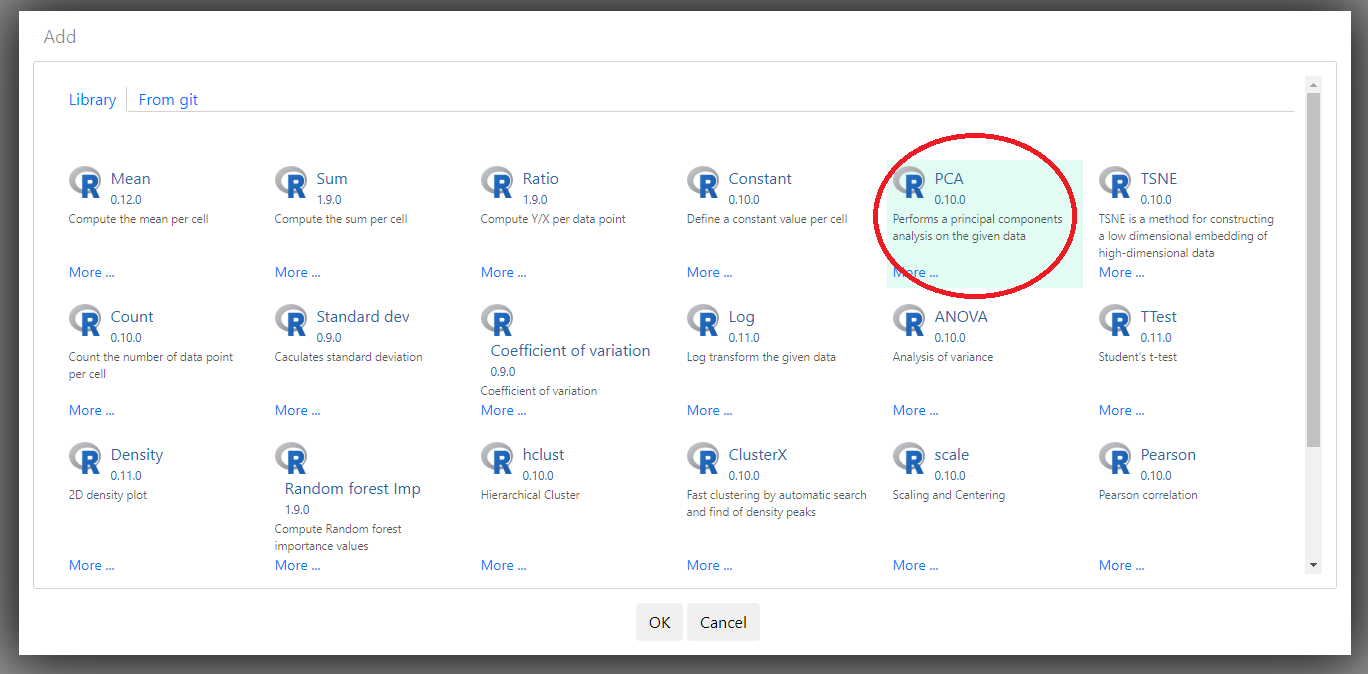 Add
Library
From git
Mean
0.12.0
Compute the mean per cell
More ...
Sum
1.9.0
Compute the sum per cell
More ...
Ratio
1.9.0
Compute Y/X per data point
More ...
Constant
0.10.0
Define a constant value per cell
More ...
PCA
0.10.0
Performs a principal components
analysis on the given data
More ...
TSNE
0.10.0
TSNE is a method for constructing
a low dimensional embedding of
high-dimensional data
More ...
Count
0.10.0
Count the number of data point
per cell
More ...
Standard dev
0.9.0
Caculates standard deviation
More ...
Coefficient of variation
0.9.0
Coefficient of variation
More ...
Log
0.11.0
Log transform the given data
More ...
ANOVA
0.10.0
Analysis of variance
More ...
TTest
0.11.0
Student's t-test
More ...
Density
0.11.0
2D density plot
More ...
Random forest Imp
1.9.0
Compute Random forest
importance values
More ...
hclust
0.10.0
Hierarchical Cluster
More ...
ClusterX
0.10.0
Fast clustering by automatic search
and find of density peaks
More ...
scale
0.10.0
Scaling and Centering
More ...
Pearson
0.10.0
Pearson correlation
More ...
OK
Cancel